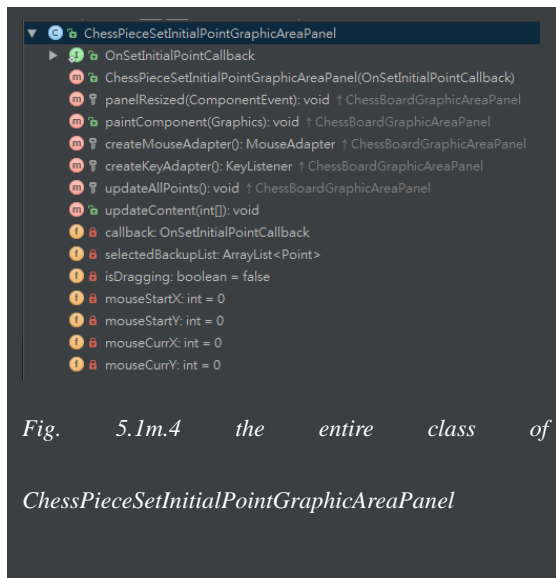 ChessPieceSetInitialPointGraphicAreaPanel
OnSetInitialPointCallback
ChessPieceSetInitialPointGraphicAreaPanel(OnSetInitialPointCallback)
panelResized(ComponentEvent): void ↑ChessBoardGraphicAreaPanel
paintComponent(Graphics): void ↑ChessBoardGraphicAreaPanel
createMouseAdapter(): MouseAdapter ↑ChessBoardGraphicAreaPanel
createKeyAdapter(): KeyListener ↑ChessBoardGraphicAreaPanel
updateAllPoints(): void ↑ChessBoardGraphicAreaPanel
updateContent(int[]): void
callback: OnSetInitialPointCallback
selectedBackupList: ArrayList<Point>
isDragging: boolean = false
mouseStartX: int = 0
mouseStartY: int = 0
mouseCurrX: int = 0
mouseCurrY: int = 0
Fig. 5.1m.4 the entire class of
ChessPieceSetInitialPointGraphicAreaPanel